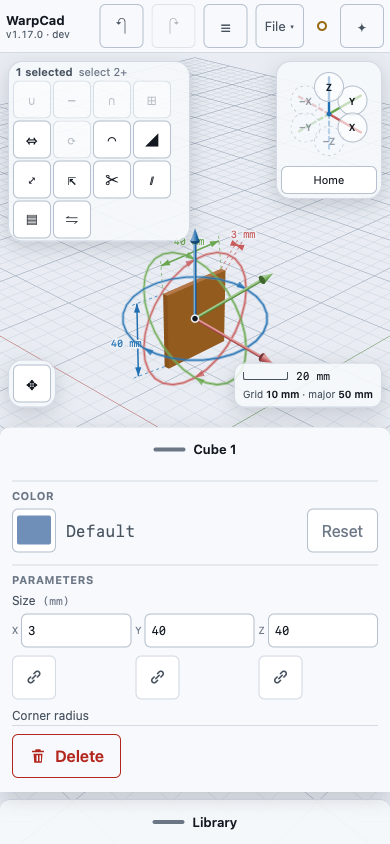 WarpCad
v1.17.0 · dev
File ▾
1 selected select 2+
Z
Y
X
−X
−Y
−Z
Home
40 mm
3 mm
40 mm
20 mm
Grid 10 mm · major 50 mm
Cube 1
COLOR
Default
Reset
PARAMETERS
Size (mm)
X 3 Y 40 Z 40
Corner radius
Delete
Library